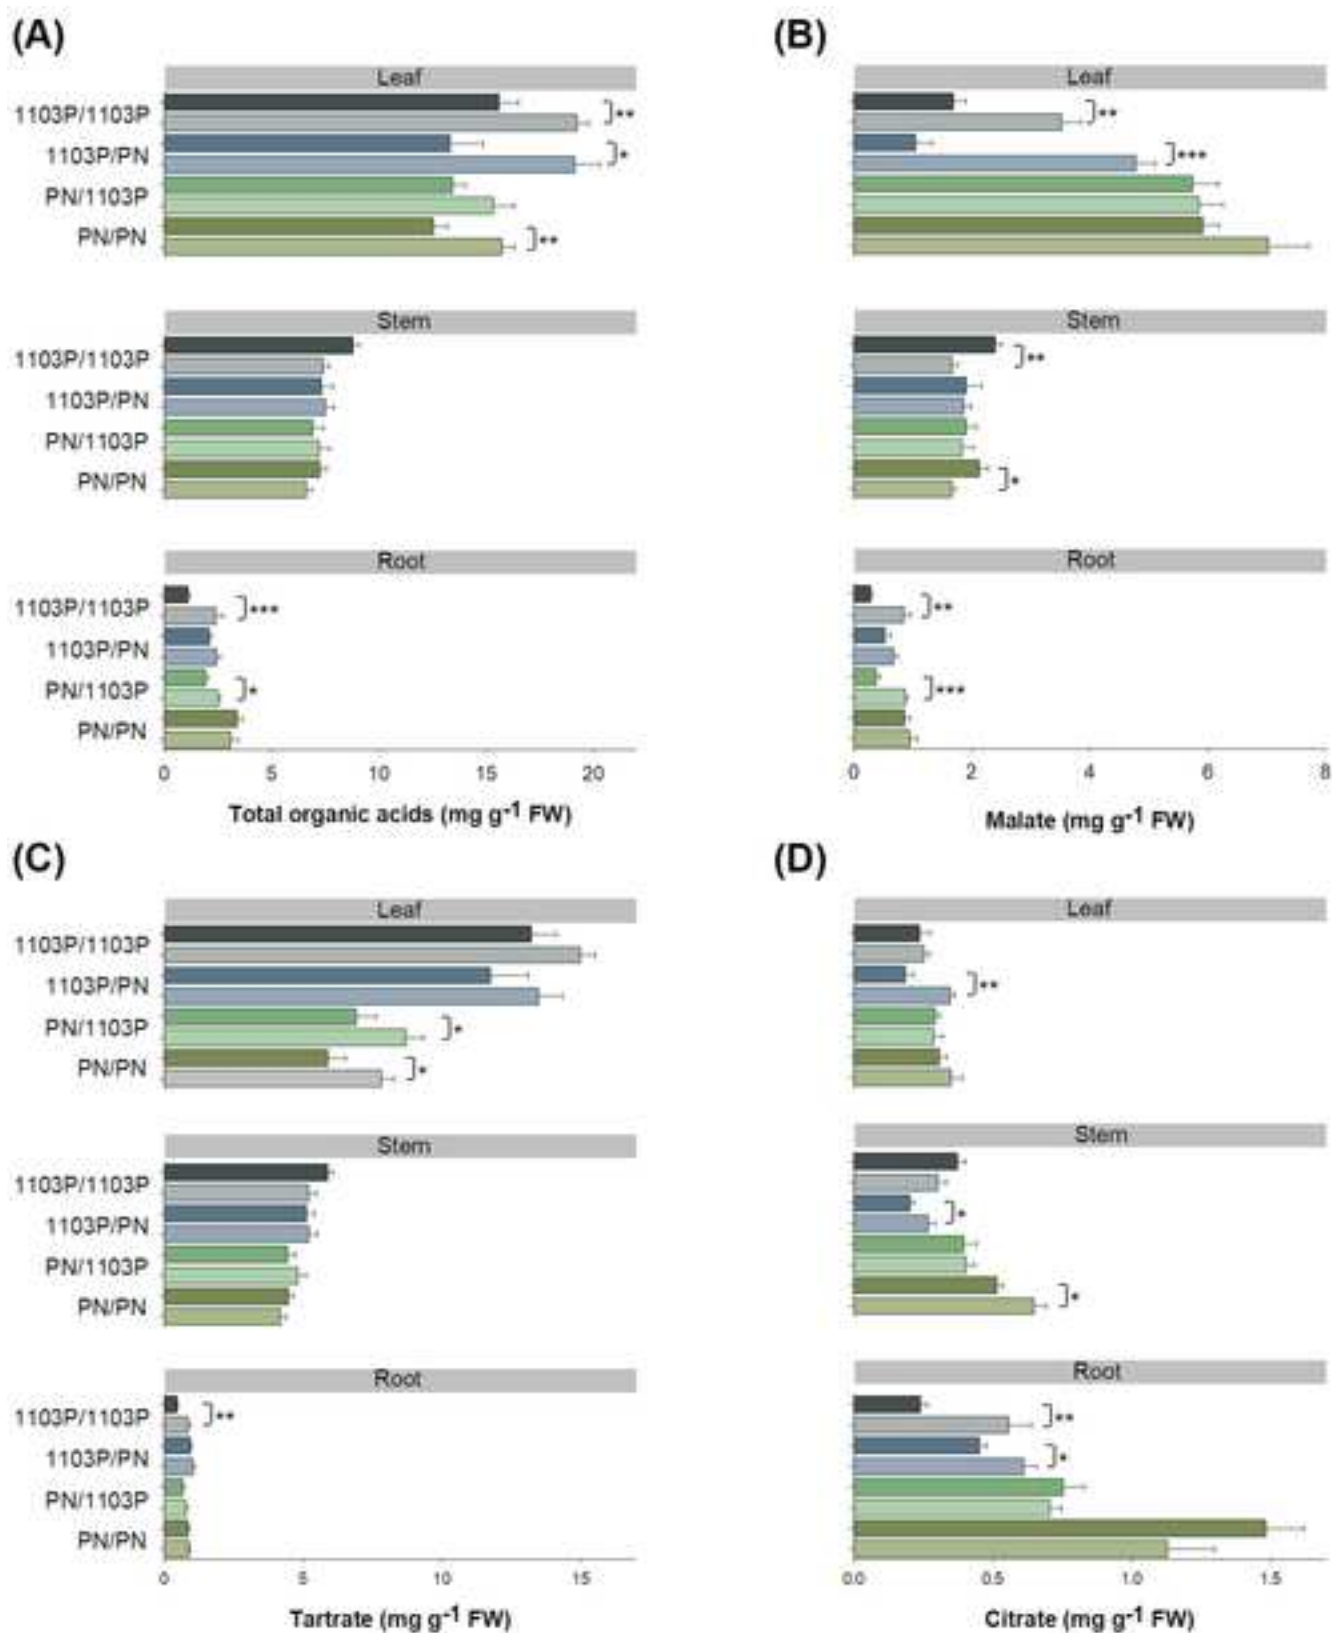 (A)
Leaf
1103P/1103P
**
1103P/PN
*
PN/1103P
PN/PN
**
Stem
1103P/1103P
1103P/PN
PN/1103P
PN/PN
Root
1103P/1103P
***
1103P/PN
PN/1103P
*
PN/PN
0 5 10 15 20
Total organic acids (mg g-1 FW)
(B)
Leaf
**
***
Stem
**
*
Root
**
***
0 2 4 6 8
Malate (mg g-1 FW)
(C)
Leaf
1103P/1103P
1103P/PN
PN/1103P
*
PN/PN
*
Stem
1103P/1103P
1103P/PN
PN/1103P
PN/PN
Root
1103P/1103P
**
1103P/PN
PN/1103P
PN/PN
0 5 10 15
Tartrate (mg g-1 FW)
(D)
Leaf
**
Stem
*
*
Root
**
*
0.0 0.5 1.0 1.5
Citrate (mg g-1 FW)